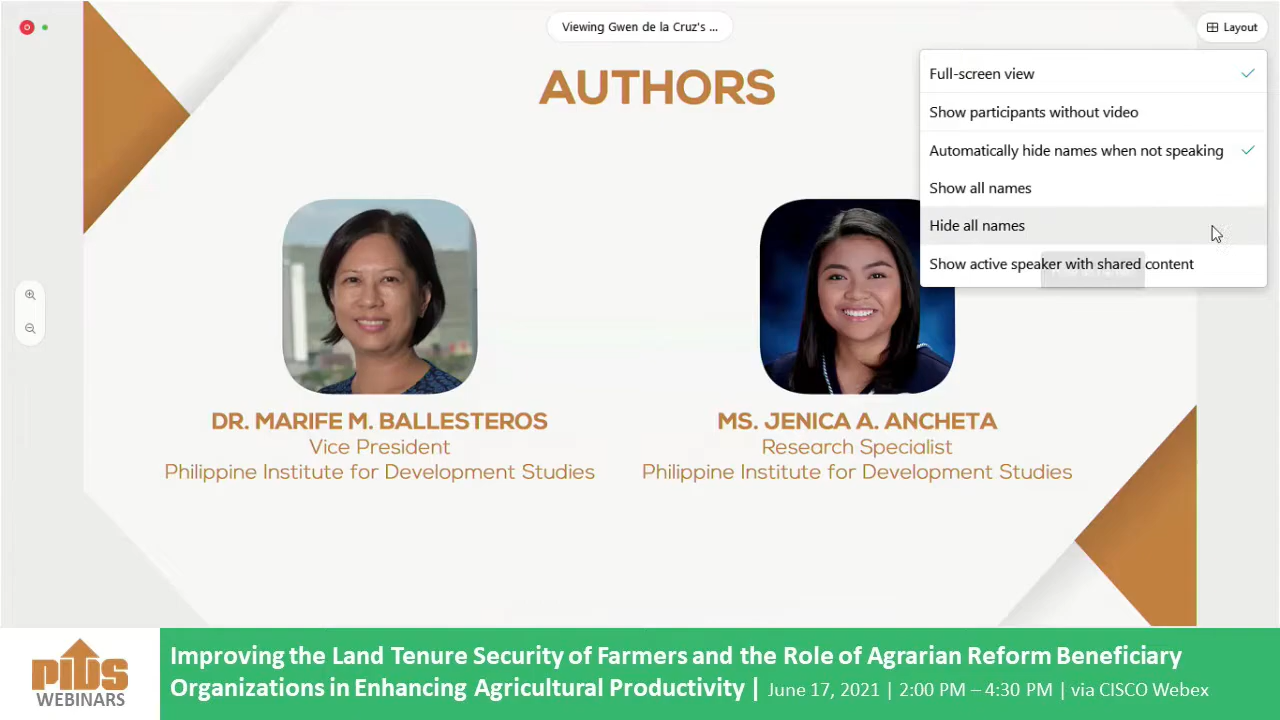 Viewing Gwen de la Cruz's ...
Layout
AUTHORS
Full-screen view
Show participants without video
Automatically hide names when not speaking
Show all names
Hide all names
Show active speaker with shared content
DR. MARIFE M. BALLESTEROS
Vice President
Philippine Institute for Development Studies
MS. JENICA A. ANCHETA
Research Specialist
Philippine Institute for Development Studies
PIDS
WEBINARS
Improving the Land Tenure Security of Farmers and the Role of Agrarian Reform Beneficiary
Organizations in Enhancing Agricultural Productivity | June 17, 2021 | 2:00 PM – 4:30 PM | via CISCO Webex